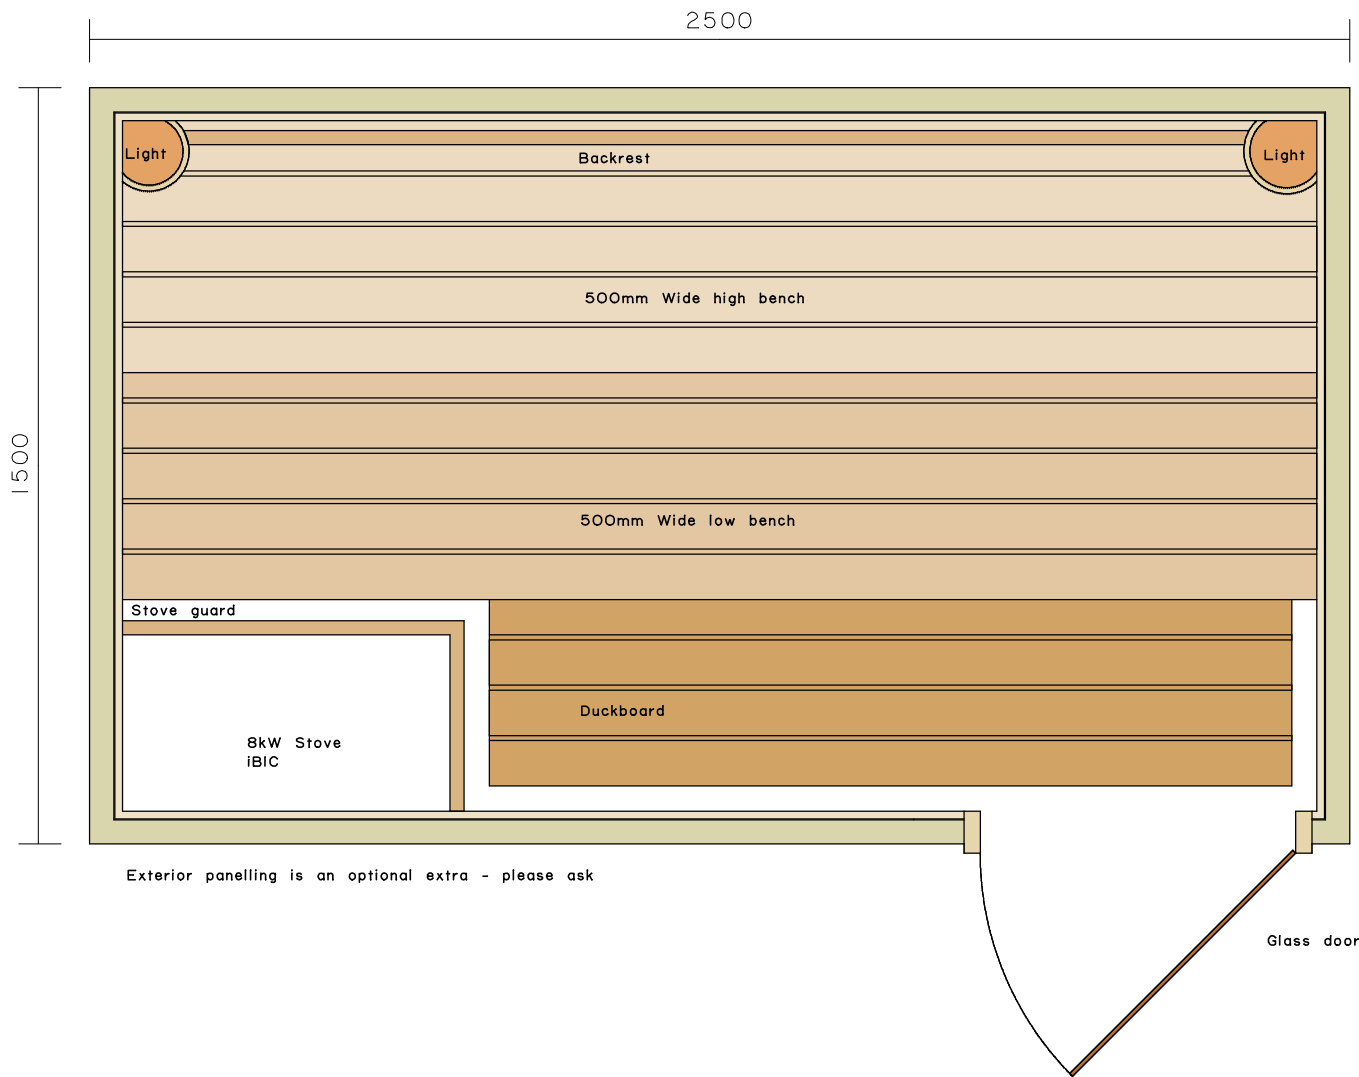 2500
Light
Backrest
Light
500mm Wide high bench
1500
500mm Wide low bench
Stove guard
Duckboard
8kW Stove
iBIC
Exterior panelling is an optional extra - please ask
Glass door